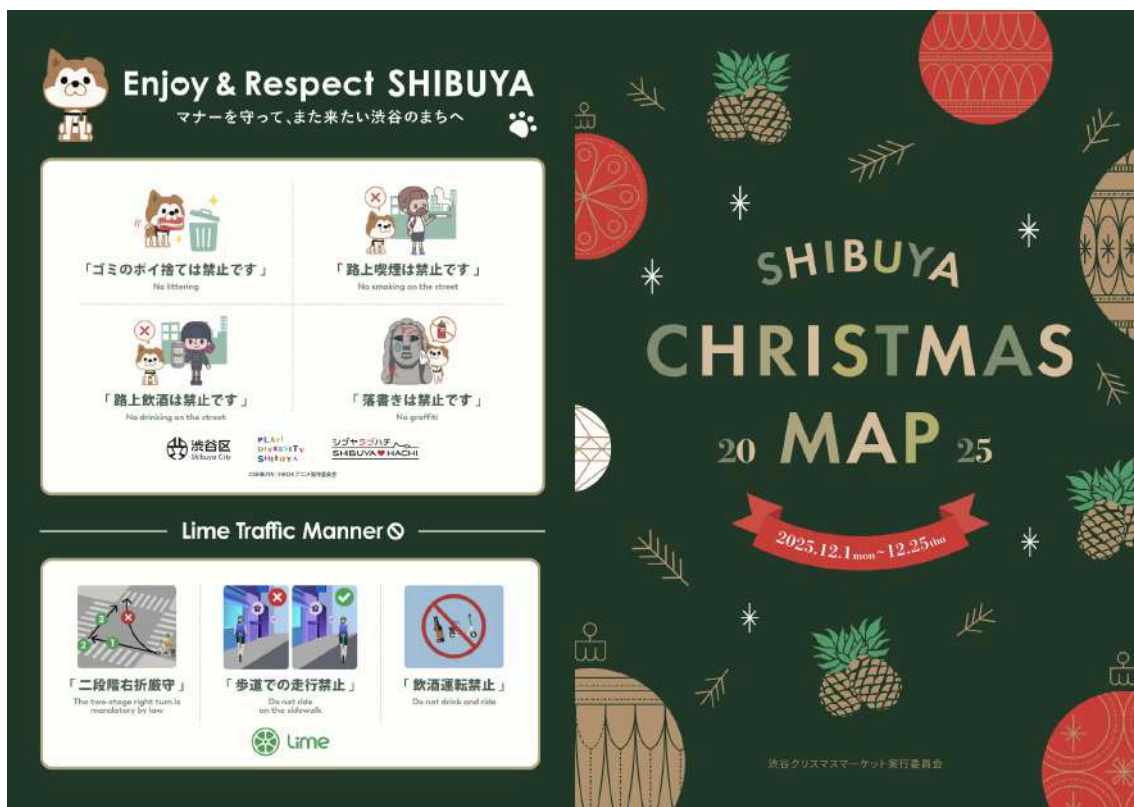 Enjoy & Respect SHIBUYA
マナーを守って、また来たい渋谷のまちへ
「ゴミのポイ捨ては禁止です」
No littering
「路上喫煙は禁止です」
No smoking on the street
「路上飲酒は禁止です」
No drinking on the street
「落書きは禁止です」
No graffiti
渋谷区
Shibuya City
PLAY!
DIVERSITY
SHIBUYA
シブヤラブハチ
SHIBUYA♥HACHI
Lime Traffic Manner
1
2
3
「二段階右折厳守」
The two-stage right turn is
mandatory by law
「歩道での走行禁止」
Do not ride
on the sidewalk
「飲酒運転禁止」
Do not drink and ride
Lime
SHIBUYA
CHRISTMAS
MAP
20 25
2025.12.1mon~12.25thu
渋谷クリスマスマーケット実行委員会